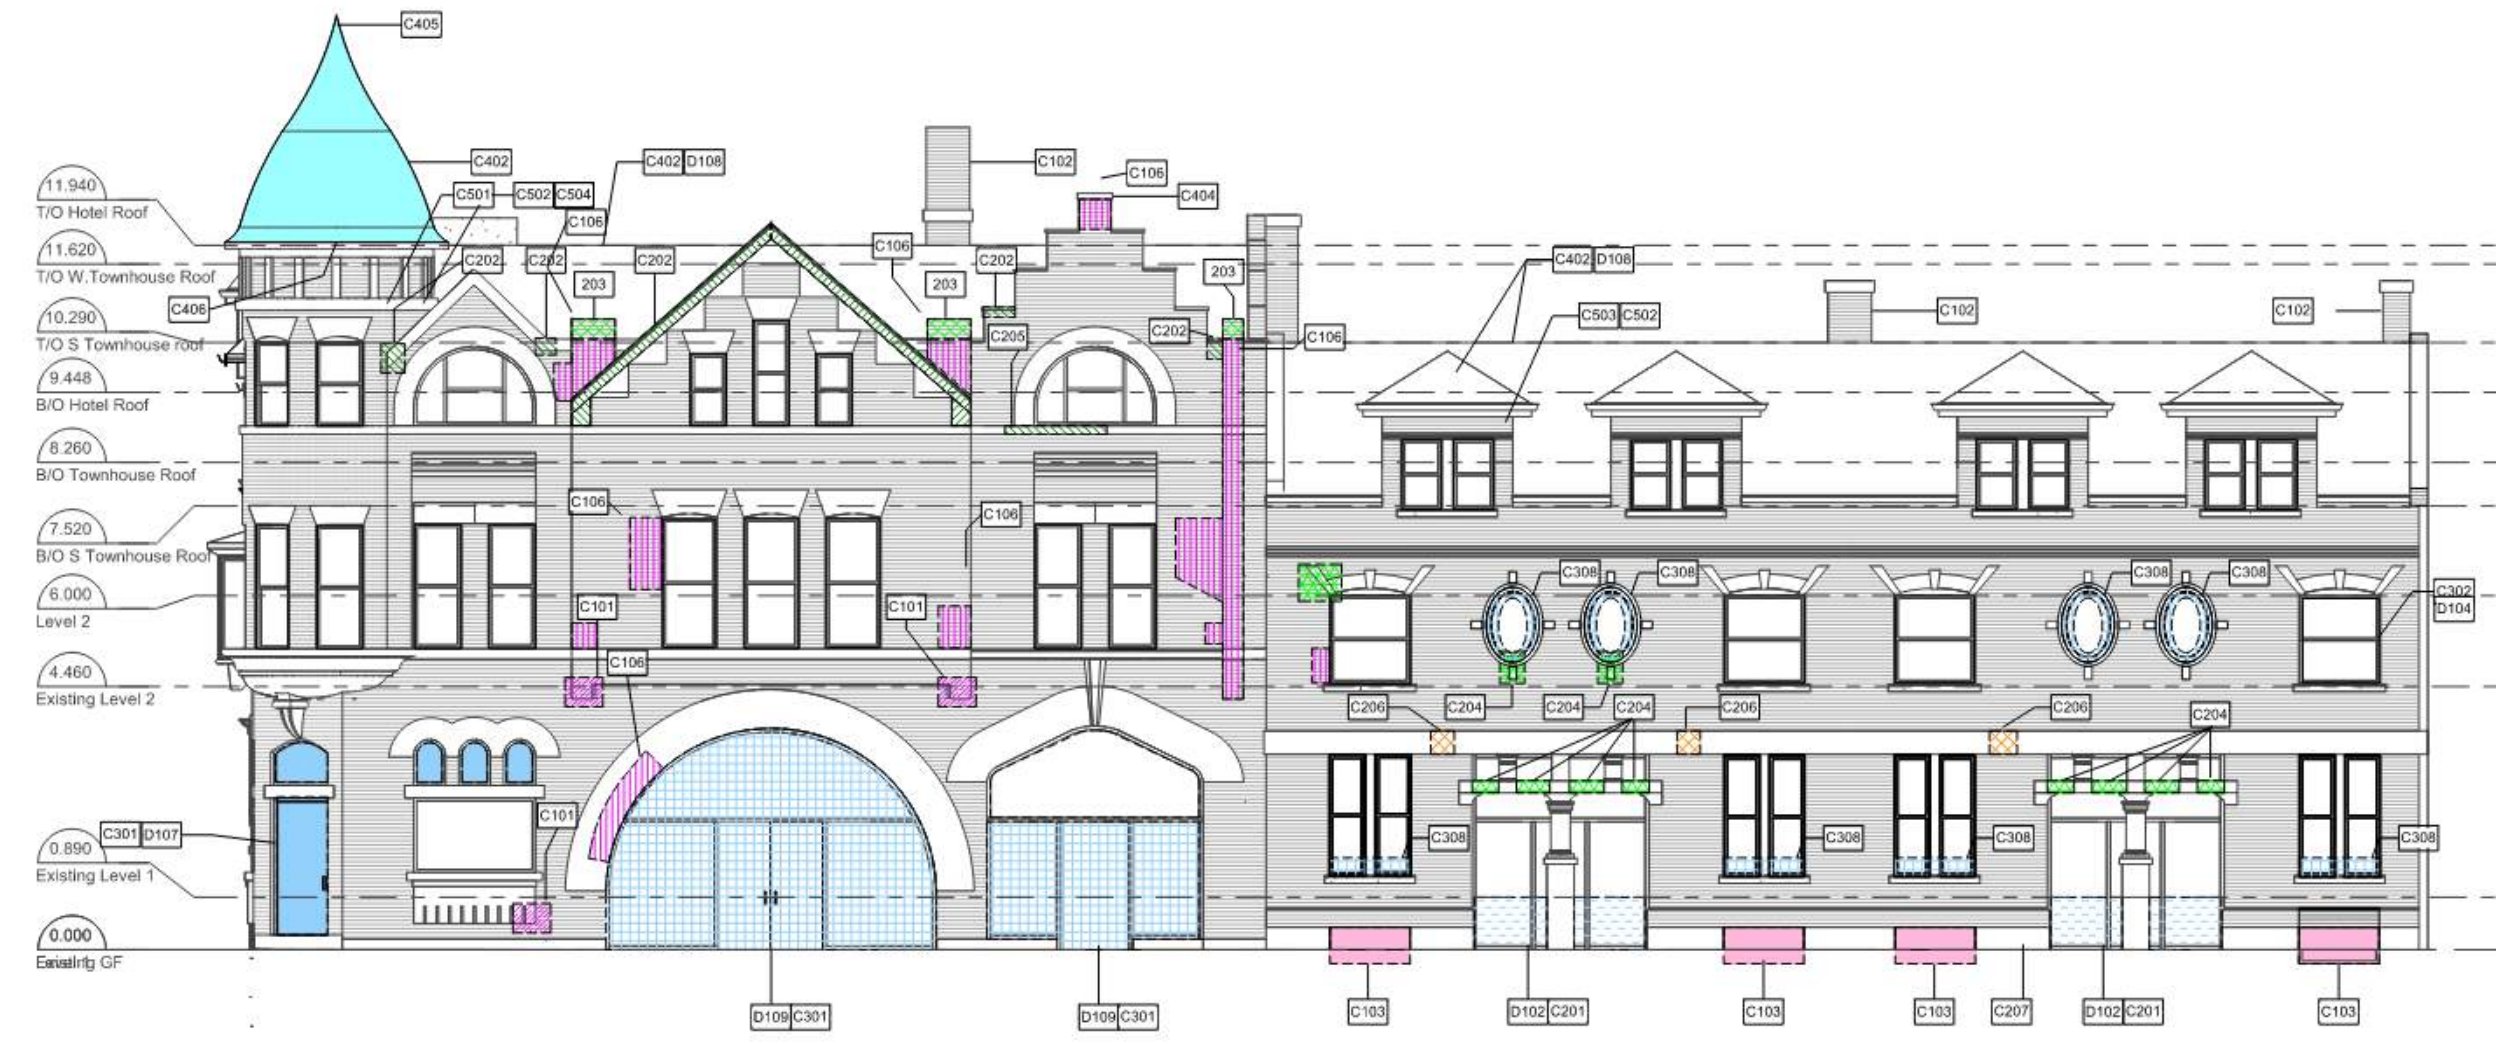 C405
C402
C402 D108
C102
C106
C404
C501 C502 C504
C106
11.940
T/O Hotel Roof
11.620
T/O W.Townhouse Roof
C202
C202
C202
C106
C202
203
203
203
C402 D108
C406
C503 C502
C102
C102
10.290
T/O S Townhouse roof
C205
C202
C106
9.448
B/O Hotel Roof
8.260
B/O Townhouse Roof
C106
C106
7.520
B/O S Townhouse Roof
C308
C308
C308
C308
C302
D104
6.000
Level 2
C101
C101
C106
4.460
Existing Level 2
C206
C204
C204
C204
C206
C206
C204
C101
C301 D107
0.890
Existing Level 1
C308
C308
C308
C308
0.000
GF
D109 C301
D109 C301
C103
D102 C201
C103
C103
C207
D102 C201
C103